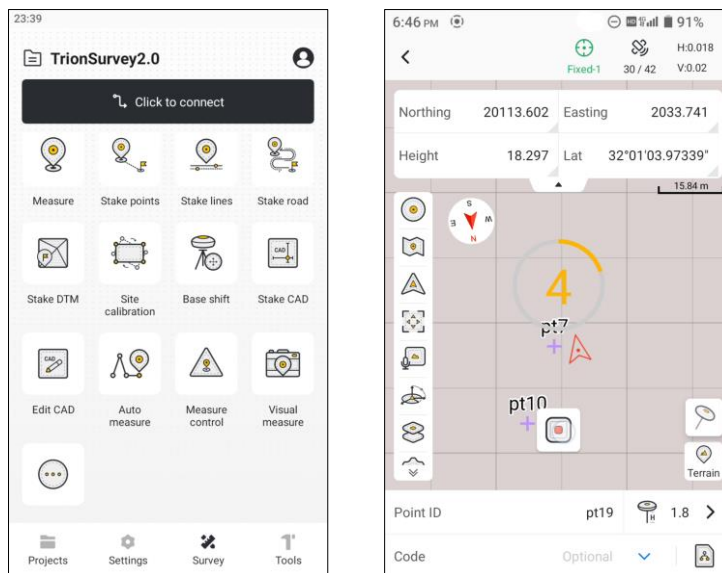 23:39
TrionSurvey2.0
Click to connect
Measure
Stake points
Stake lines
Stake road
Stake DTM
Site
calibration
Base shift
CAD
Stake CAD
CAD
Edit CAD
Auto
measure
Measure
control
Visual
measure
Projects
Settings
Survey
Tools
6:46 PM
91%
Fixed-1
30 / 42
H:0.018
V:0.02
Northing 20113.602 Easting 2033.741
Height 18.297 Lat 32°01'03.97339"
15.84 m
S
E W
N
4
pt7
pt10
Terrain
Point ID pt19 H 1.8
Code Optional